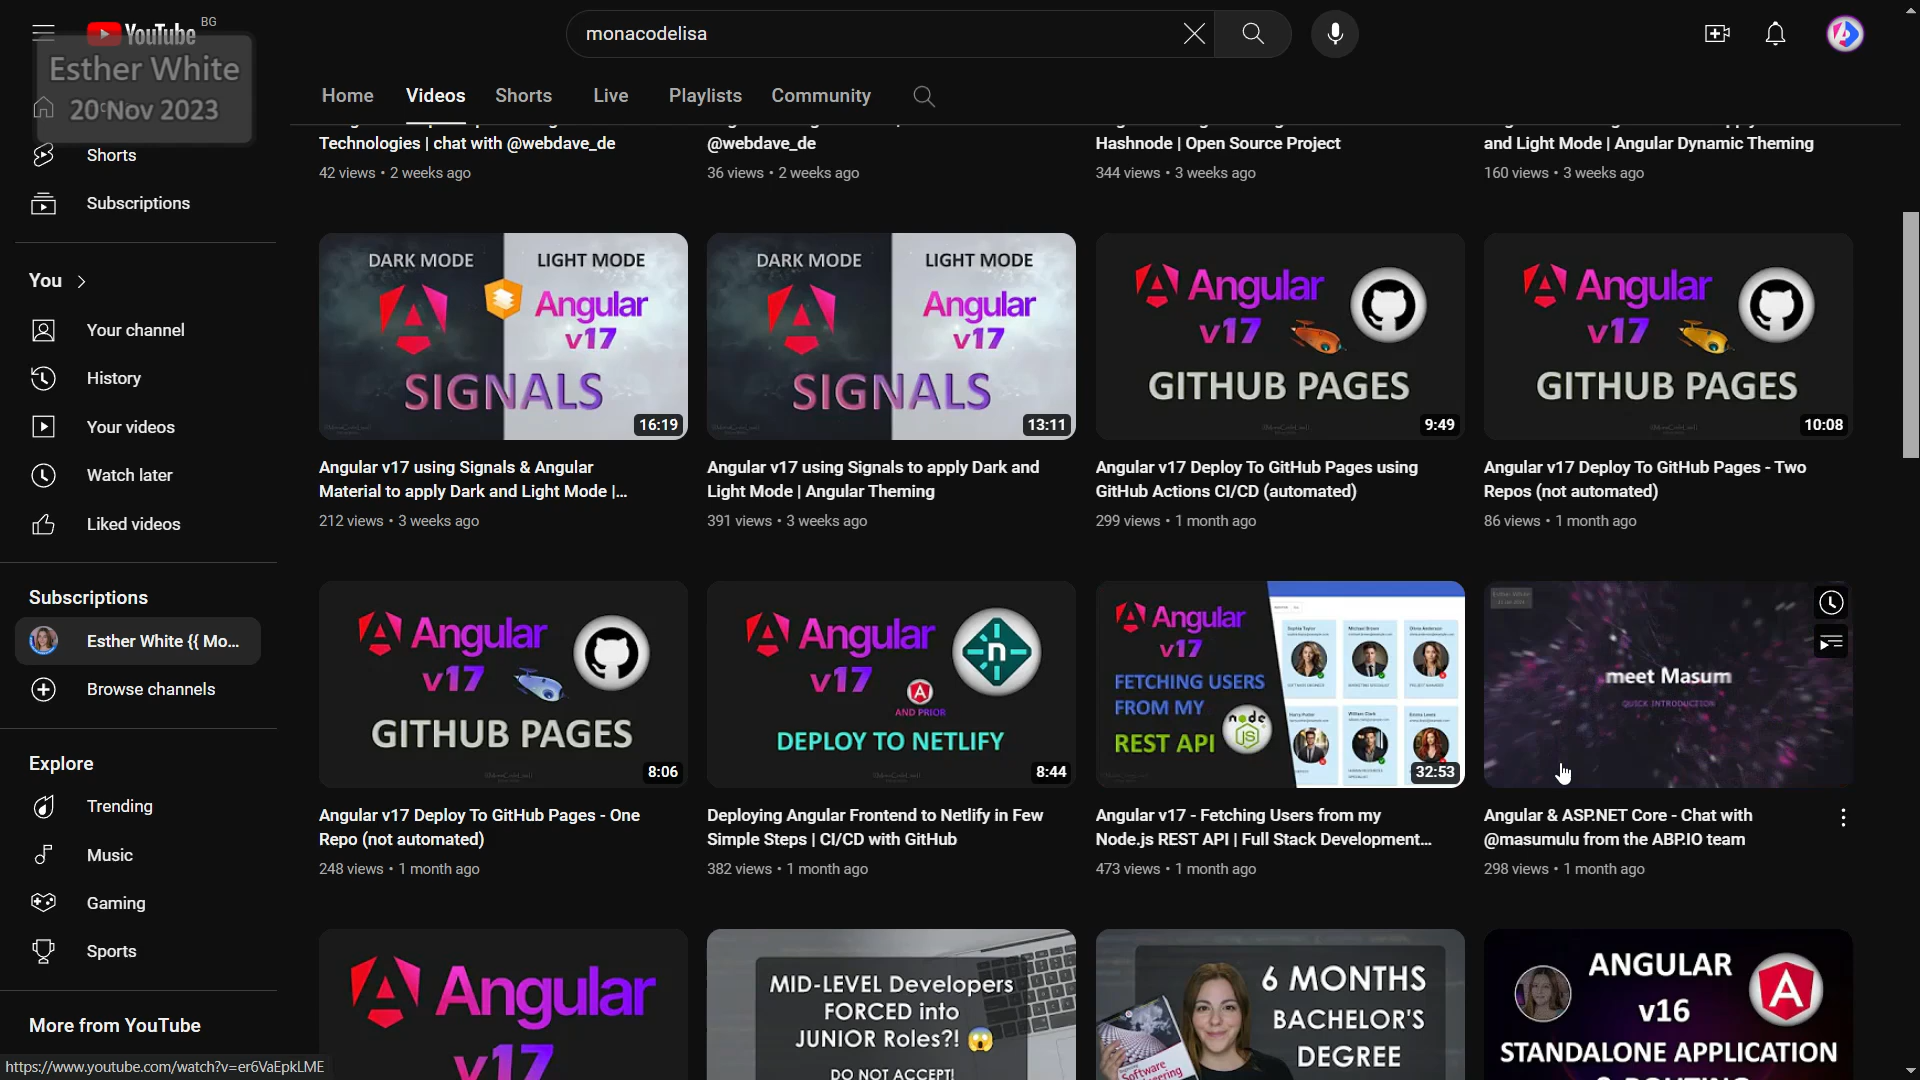 YouTube
BG
monacodelisa
Esther White
20 Nov 2023
Home
Videos
Shorts
Live
Playlists
Community
Shorts
Subscriptions
You
Your channel
History
Your videos
Watch later
Liked videos
Subscriptions
Esther White {{ Mo...
Browse channels
Explore
Trending
Music
Gaming
Sports
More from YouTube
https://www.youtube.com/watch?v=er6VaEpkLME
Technologies | chat with @webdave_de
42 views • 2 weeks ago
@webdave_de
36 views • 2 weeks ago
Hashnode | Open Source Project
344 views • 3 weeks ago
and Light Mode | Angular Dynamic Theming
160 views • 3 weeks ago
DARK MODE
LIGHT MODE
Angular
v17
SIGNALS
16:19
Angular v17 using Signals & Angular
Material to apply Dark and Light Mode |...
212 views • 3 weeks ago
DARK MODE
LIGHT MODE
Angular
v17
SIGNALS
13:11
Angular v17 using Signals to apply Dark and
Light Mode | Angular Theming
391 views • 3 weeks ago
Angular
v17
GITHUB PAGES
9:49
Angular v17 Deploy To GitHub Pages using
GitHub Actions CI/CD (automated)
299 views • 1 month ago
Angular
v17
GITHUB PAGES
10:08
Angular v17 Deploy To GitHub Pages - Two
Repos (not automated)
86 views • 1 month ago
Angular
v17
GITHUB PAGES
8:06
Angular v17 Deploy To GitHub Pages - One
Repo (not automated)
248 views • 1 month ago
Angular
v17
AND PRIOR
DEPLOY TO NETLIFY
8:44
Deploying Angular Frontend to Netlify in Few
Simple Steps | CI/CD with GitHub
382 views • 1 month ago
Angular
v17
FETCHING USERS
FROM MY
REST API
node
32:53
Angular v17 - Fetching Users from my
Node.js REST API | Full Stack Development...
473 views • 1 month ago
meet Masum
QUICK INTRODUCTION
Angular & ASP.NET Core - Chat with
@masumulu from the ABP.IO team
298 views • 1 month ago
Angular
v17
MID-LEVEL Developers
FORCED into
JUNIOR Roles?!
DO NOT ACCEPT!
6 MONTHS
BACHELOR'S
DEGREE
Software
ANGULAR
v16
STANDALONE APPLICATION